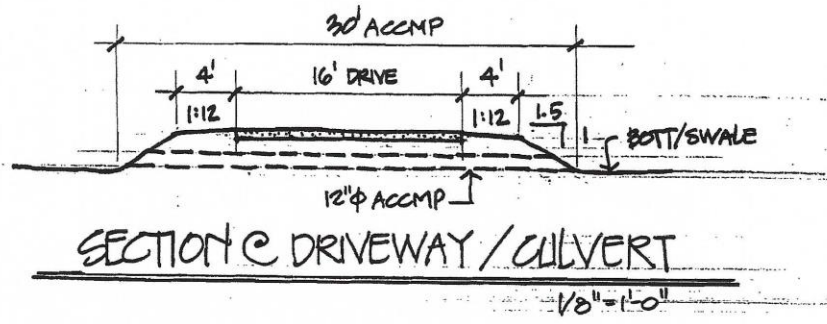 30' ACCMP
4' 16' DRIVE 4'
1:12 1:12 1.5
1 BOTT/SWALE
12"φ ACCMP
SECTION @ DRIVEWAY / CULVERT
1/8"=1'-0"